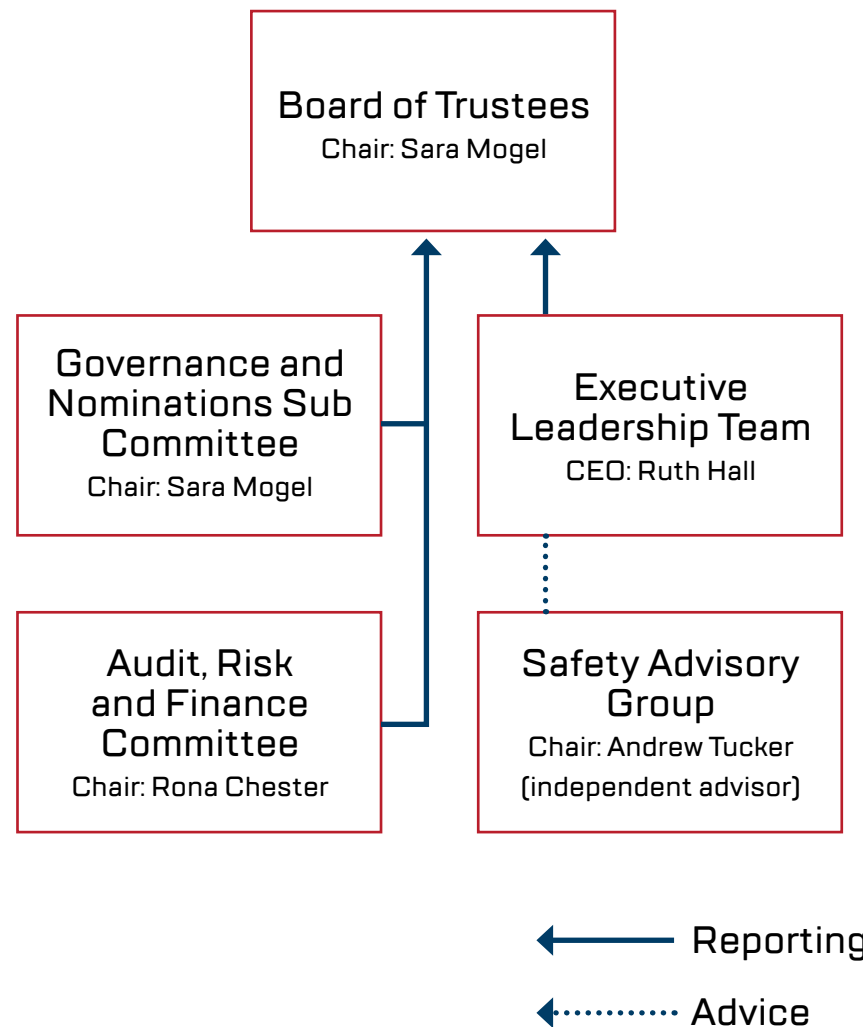 Board of Trustees
Chair: Sara Mogel
Governance and
Nominations Sub
Committee
Chair: Sara Mogel
Executive
Leadership Team
CEO: Ruth Hall
Audit, Risk
and Finance
Committee
Chair: Rona Chester
Safety Advisory
Group
Chair: Andrew Tucker
(independent advisor)
Reporting
Advice